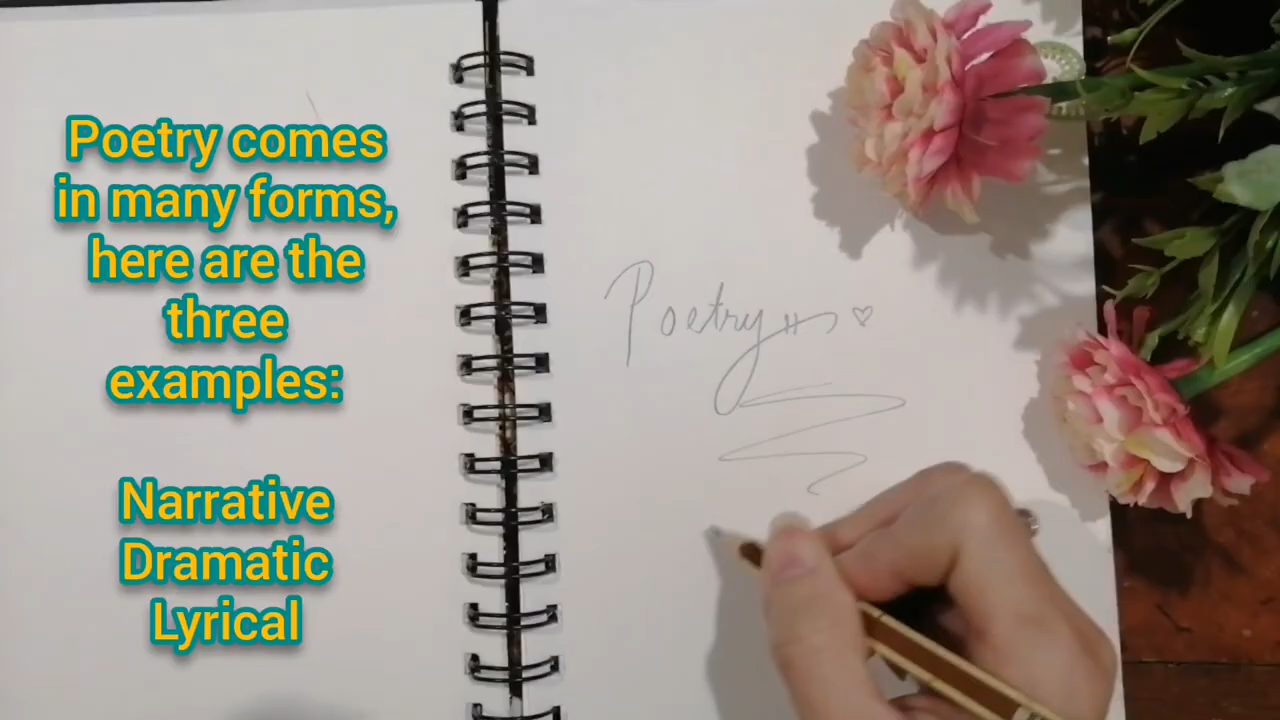 Poetry comes
in many forms,
here are the
three
examples:
Narrative
Dramatic
Lyrical
Poetry